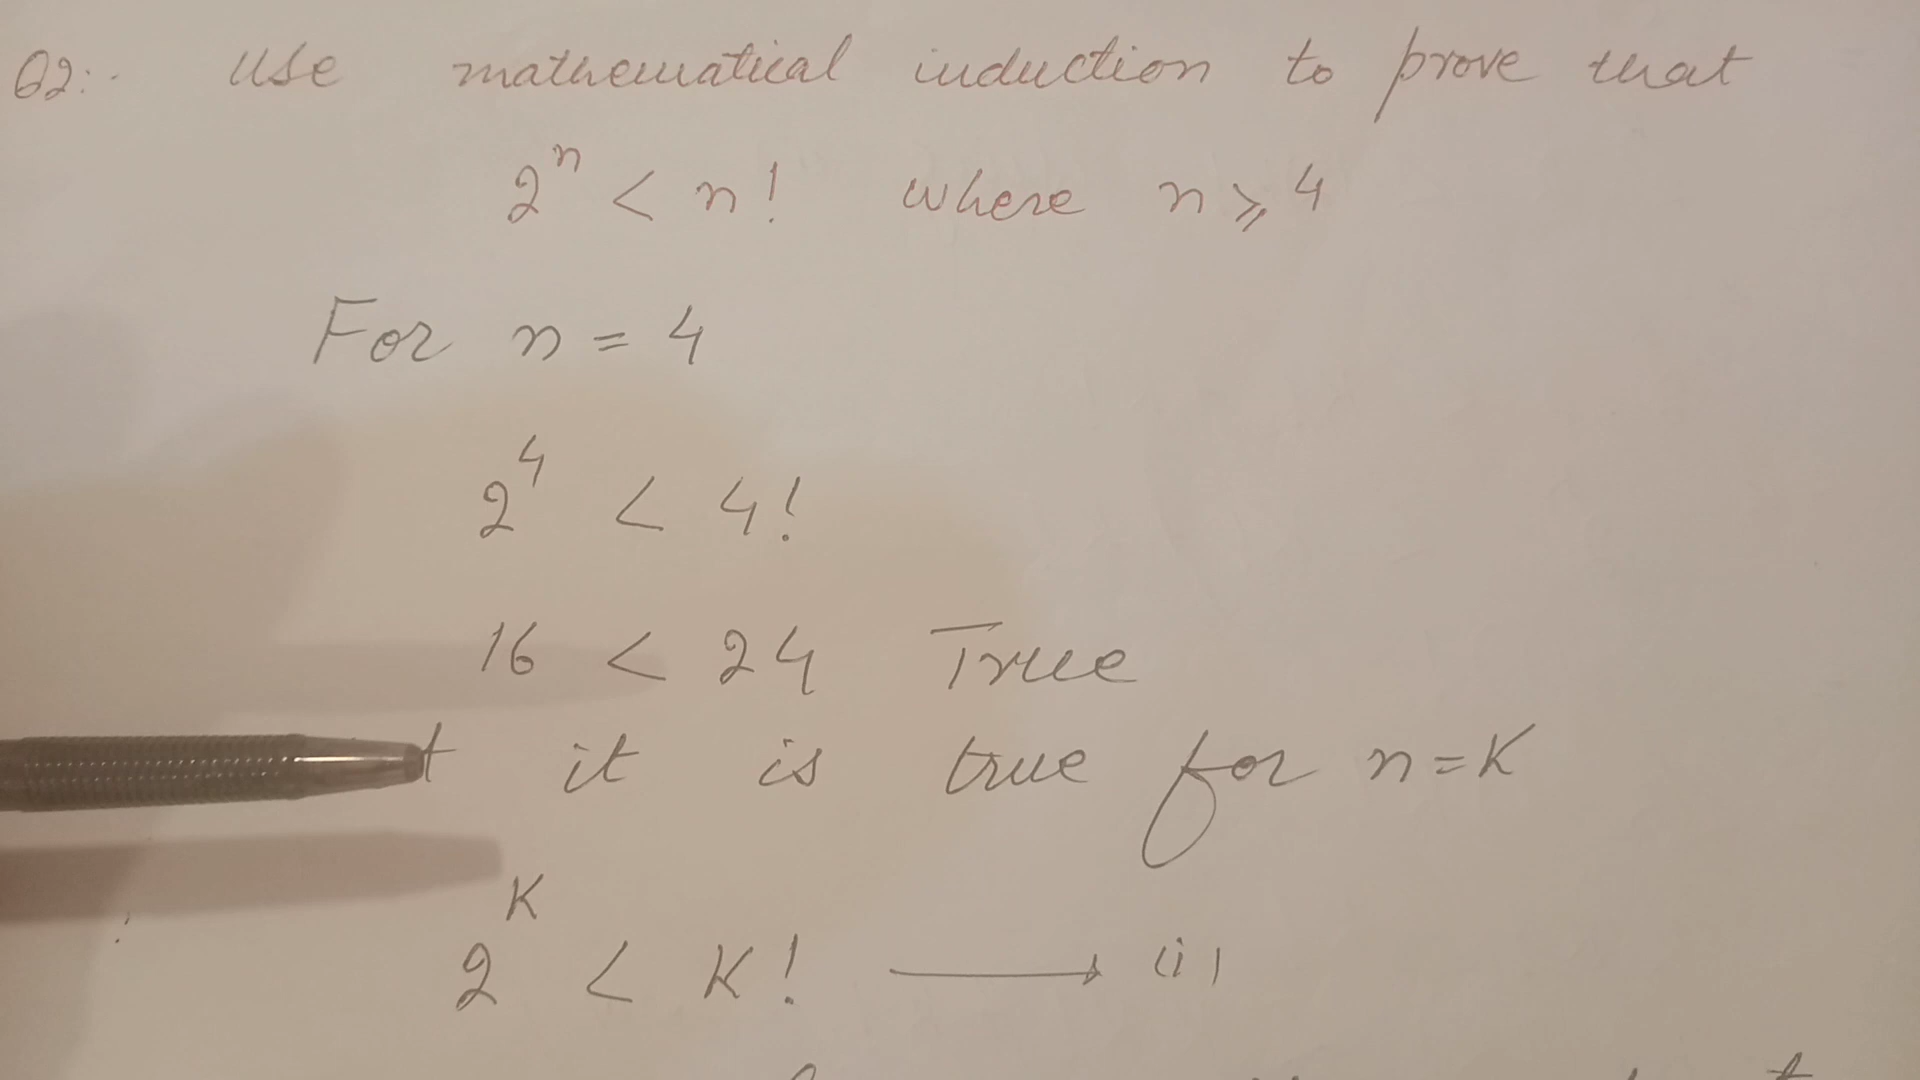 Q2:- Use mathematical induction to prove that
2ⁿ < n! where n ⩾ 4
For n = 4
2⁴ < 4!
16 < 24 True
it is true for n=K
2ᴷ < K! ⟶ (i)